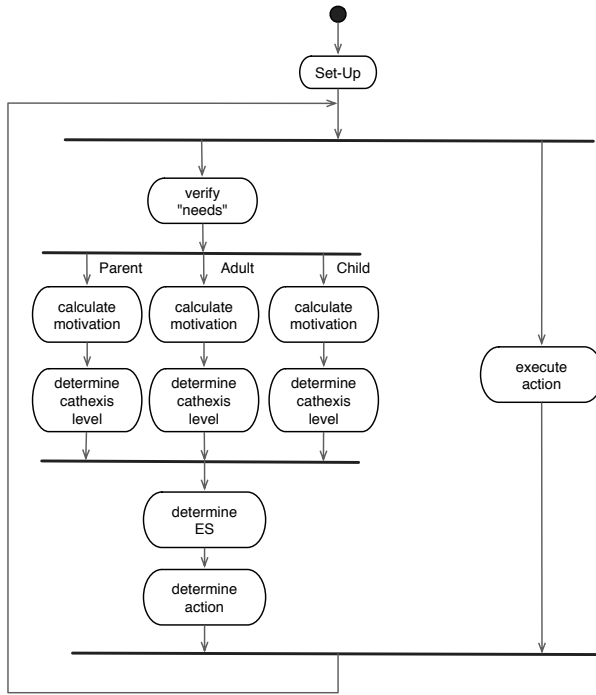 Set-Up
verify
"needs"
Parent
Adult
Child
calculate
motivation
calculate
motivation
calculate
motivation
determine
cathexis
level
determine
cathexis
level
determine
cathexis
level
execute
action
determine
ES
determine
action